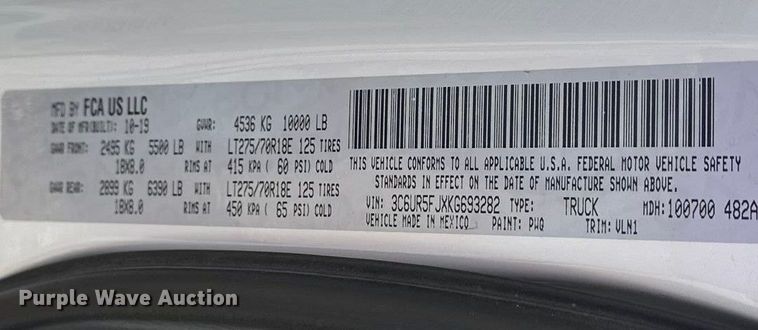 MFD BY FCA US LLC
DATE OF MFR(BUILT): 10-19 GVWR: 4536 KG 10000 LB
GAWR FRONT: 2495 KG 5500 LB WITH LT275/70R18E 125 TIRES
18X8.0 RIMS AT 415 KPA ( 60 PSI) COLD
GAWR REAR: 2899 KG 6390 LB WITH LT275/70R18E 125 TIRES
18X8.0 RIMS AT 450 KPA ( 65 PSI) COLD
THIS VEHICLE CONFORMS TO ALL APPLICABLE U.S.A. FEDERAL MOTOR VEHICLE SAFETY
STANDARDS IN EFFECT ON THE DATE OF MANUFACTURE SHOWN ABOVE.
VIN: 3C6UR5FJXKG693282 TYPE: TRUCK MDH: 100700 482A
VEHICLE MADE IN MEXICO PAINT: PW0 TRIM: VLN1
Purple Wave Auction